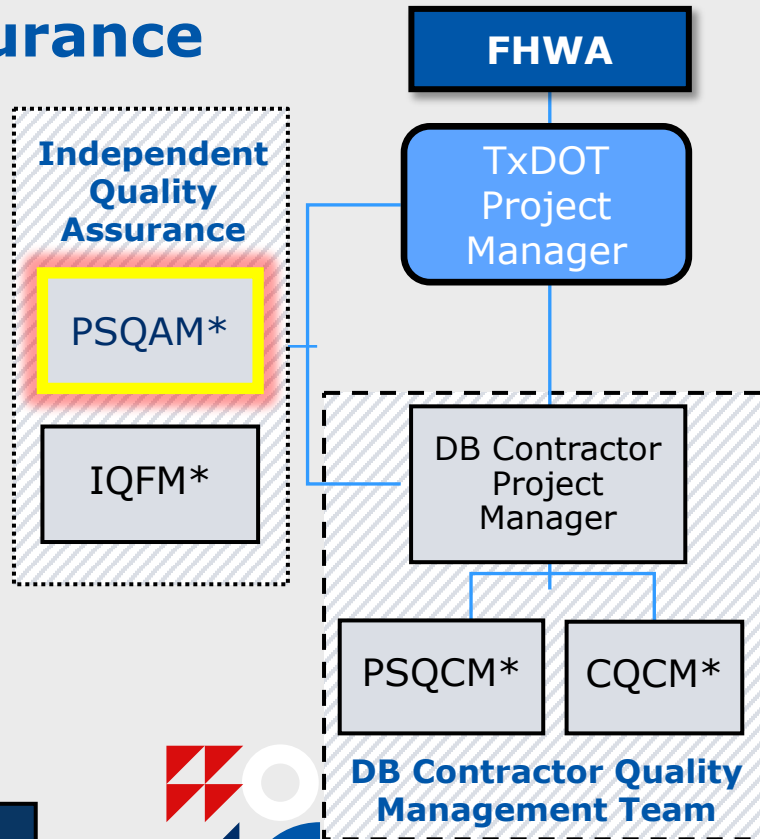 urance
FHWA
Independent
Quality
Assurance
TxDOT
Project
Manager
PSQAM*
IQFM*
DB Contractor
Project
Manager
PSQCM*
CQCM*
DB Contractor Quality
Management Team